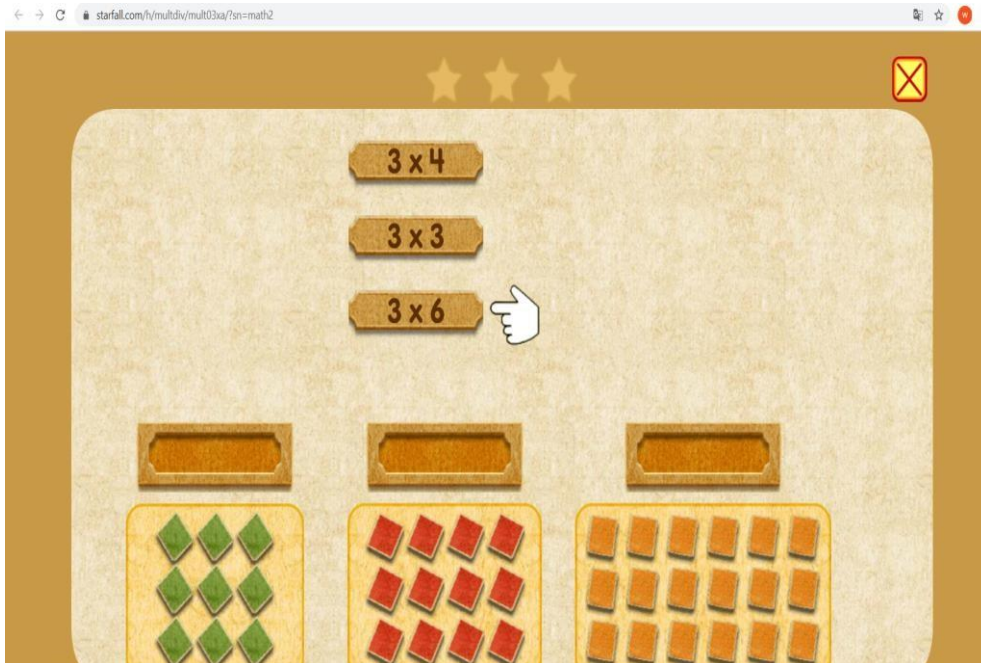 starfall.com/h/multdiv/mult03xa/?sn=math2
W
3 x 4
3 x 3
3 x 6